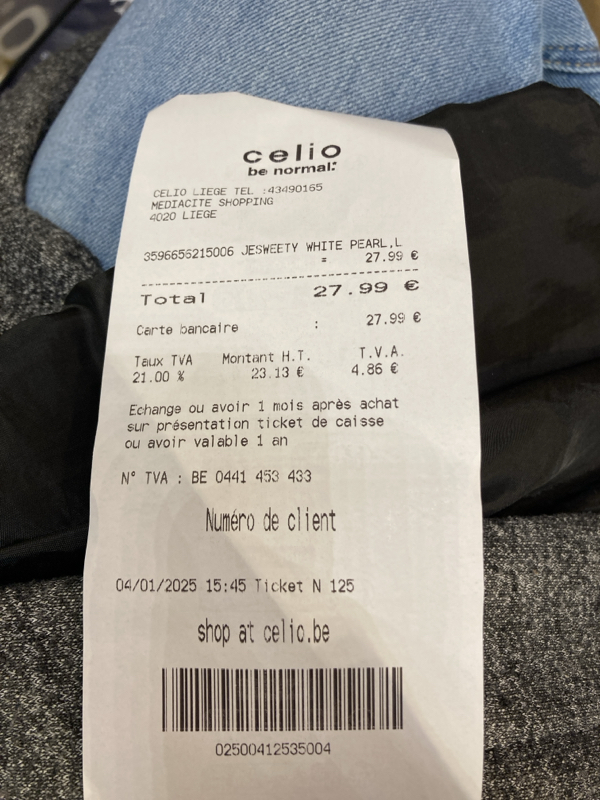 celio
be normal:
CELIO LIEGE TEL :43490165
MEDIACITE SHOPPING
4020 LIEGE
3596656215006 JESWEETY WHITE PEARL.L
= 27.99 €
Total 27.99 €
Carte bancaire : 27.99 €
Taux TVA Montant H.T. T.V.A.
21.00 % 23.13 € 4.86 €
Echange ou avoir 1 mois après achat
sur présentation ticket de caisse
ou avoir valable 1 an
N° TVA : BE 0441 453 433
Numéro de client
04/01/2025 15:45 Ticket N 125
shop at celio.be
02500412535004